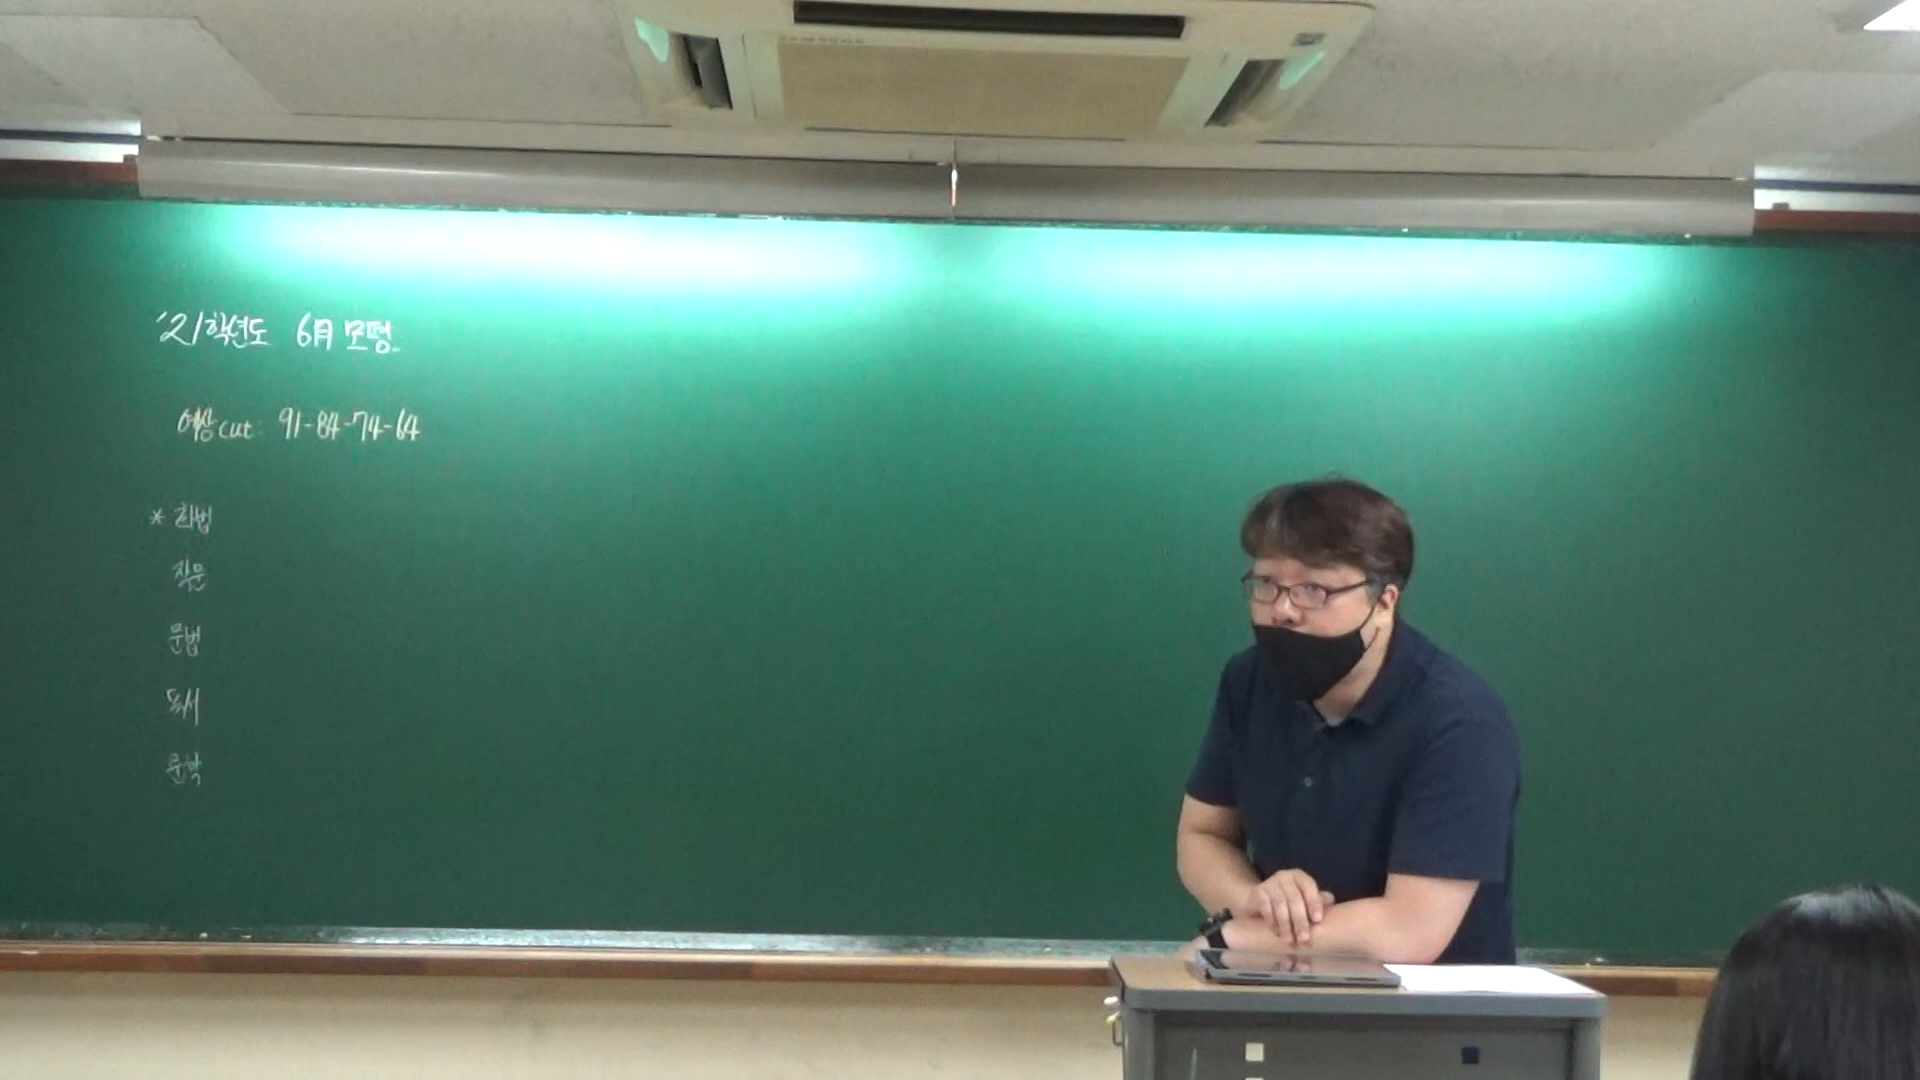 SAMSUNG
'21학년도 6月 모평
예상 cut: 91-84-74-64
* 화법
작문
문법
독서
문학